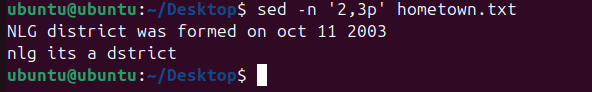 ubuntu@ubuntu:~/Desktop$ sed -n '2,3p' hometown.txt
NLG district was formed on oct 11 2003
nlg its a dstrict
ubuntu@ubuntu:~/Desktop$